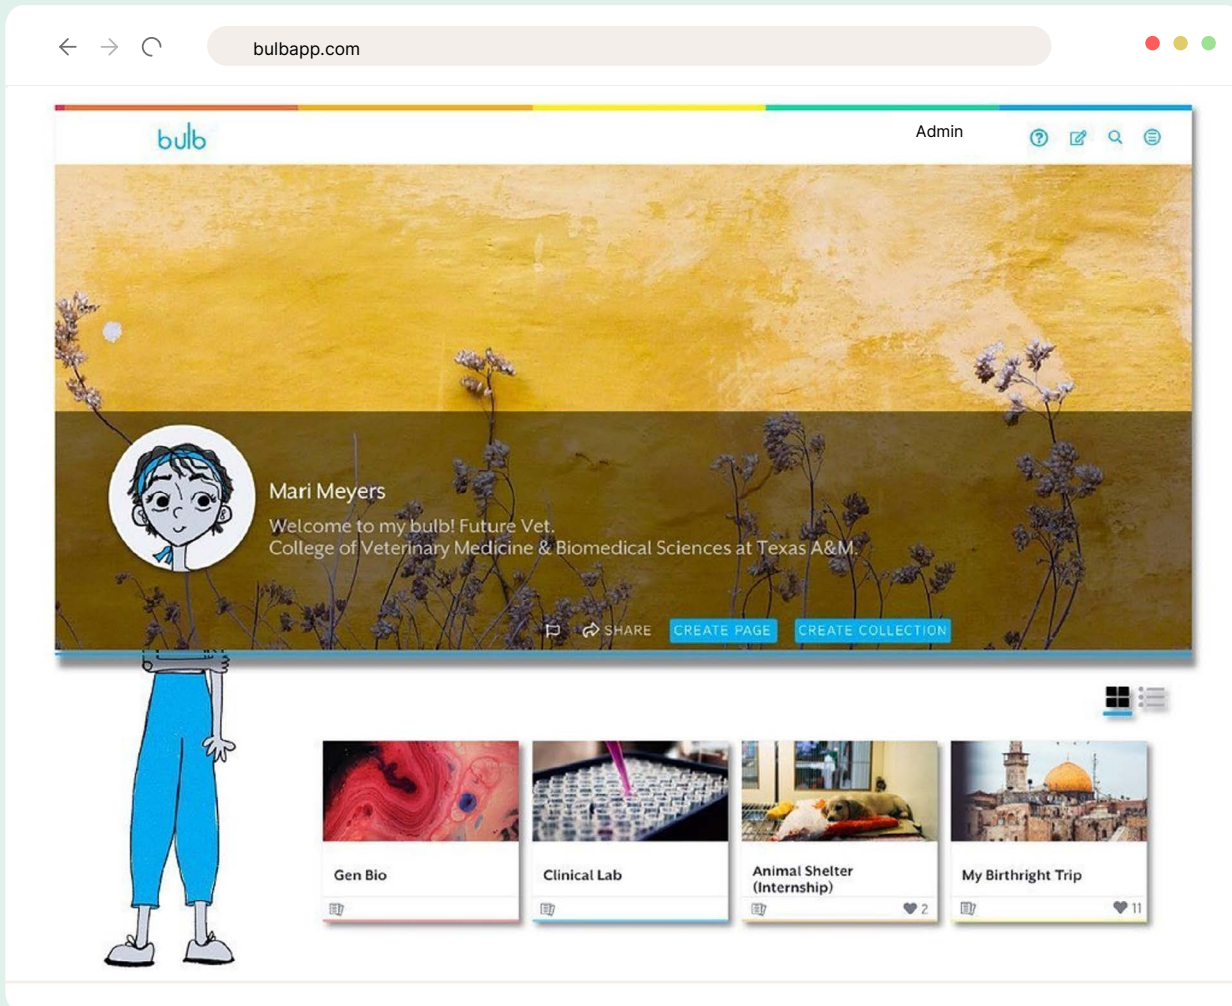 bulbapp.com
bulb
Admin
Mari Meyers
Welcome to my bulb! Future Vet.
College of Veterinary Medicine & Biomedical Sciences at Texas A&M.
SHARE
CREATE PAGE
CREATE COLLECTION
Gen Bio
Clinical Lab
Animal Shelter
(Internship)
2
My Birthright Trip
11